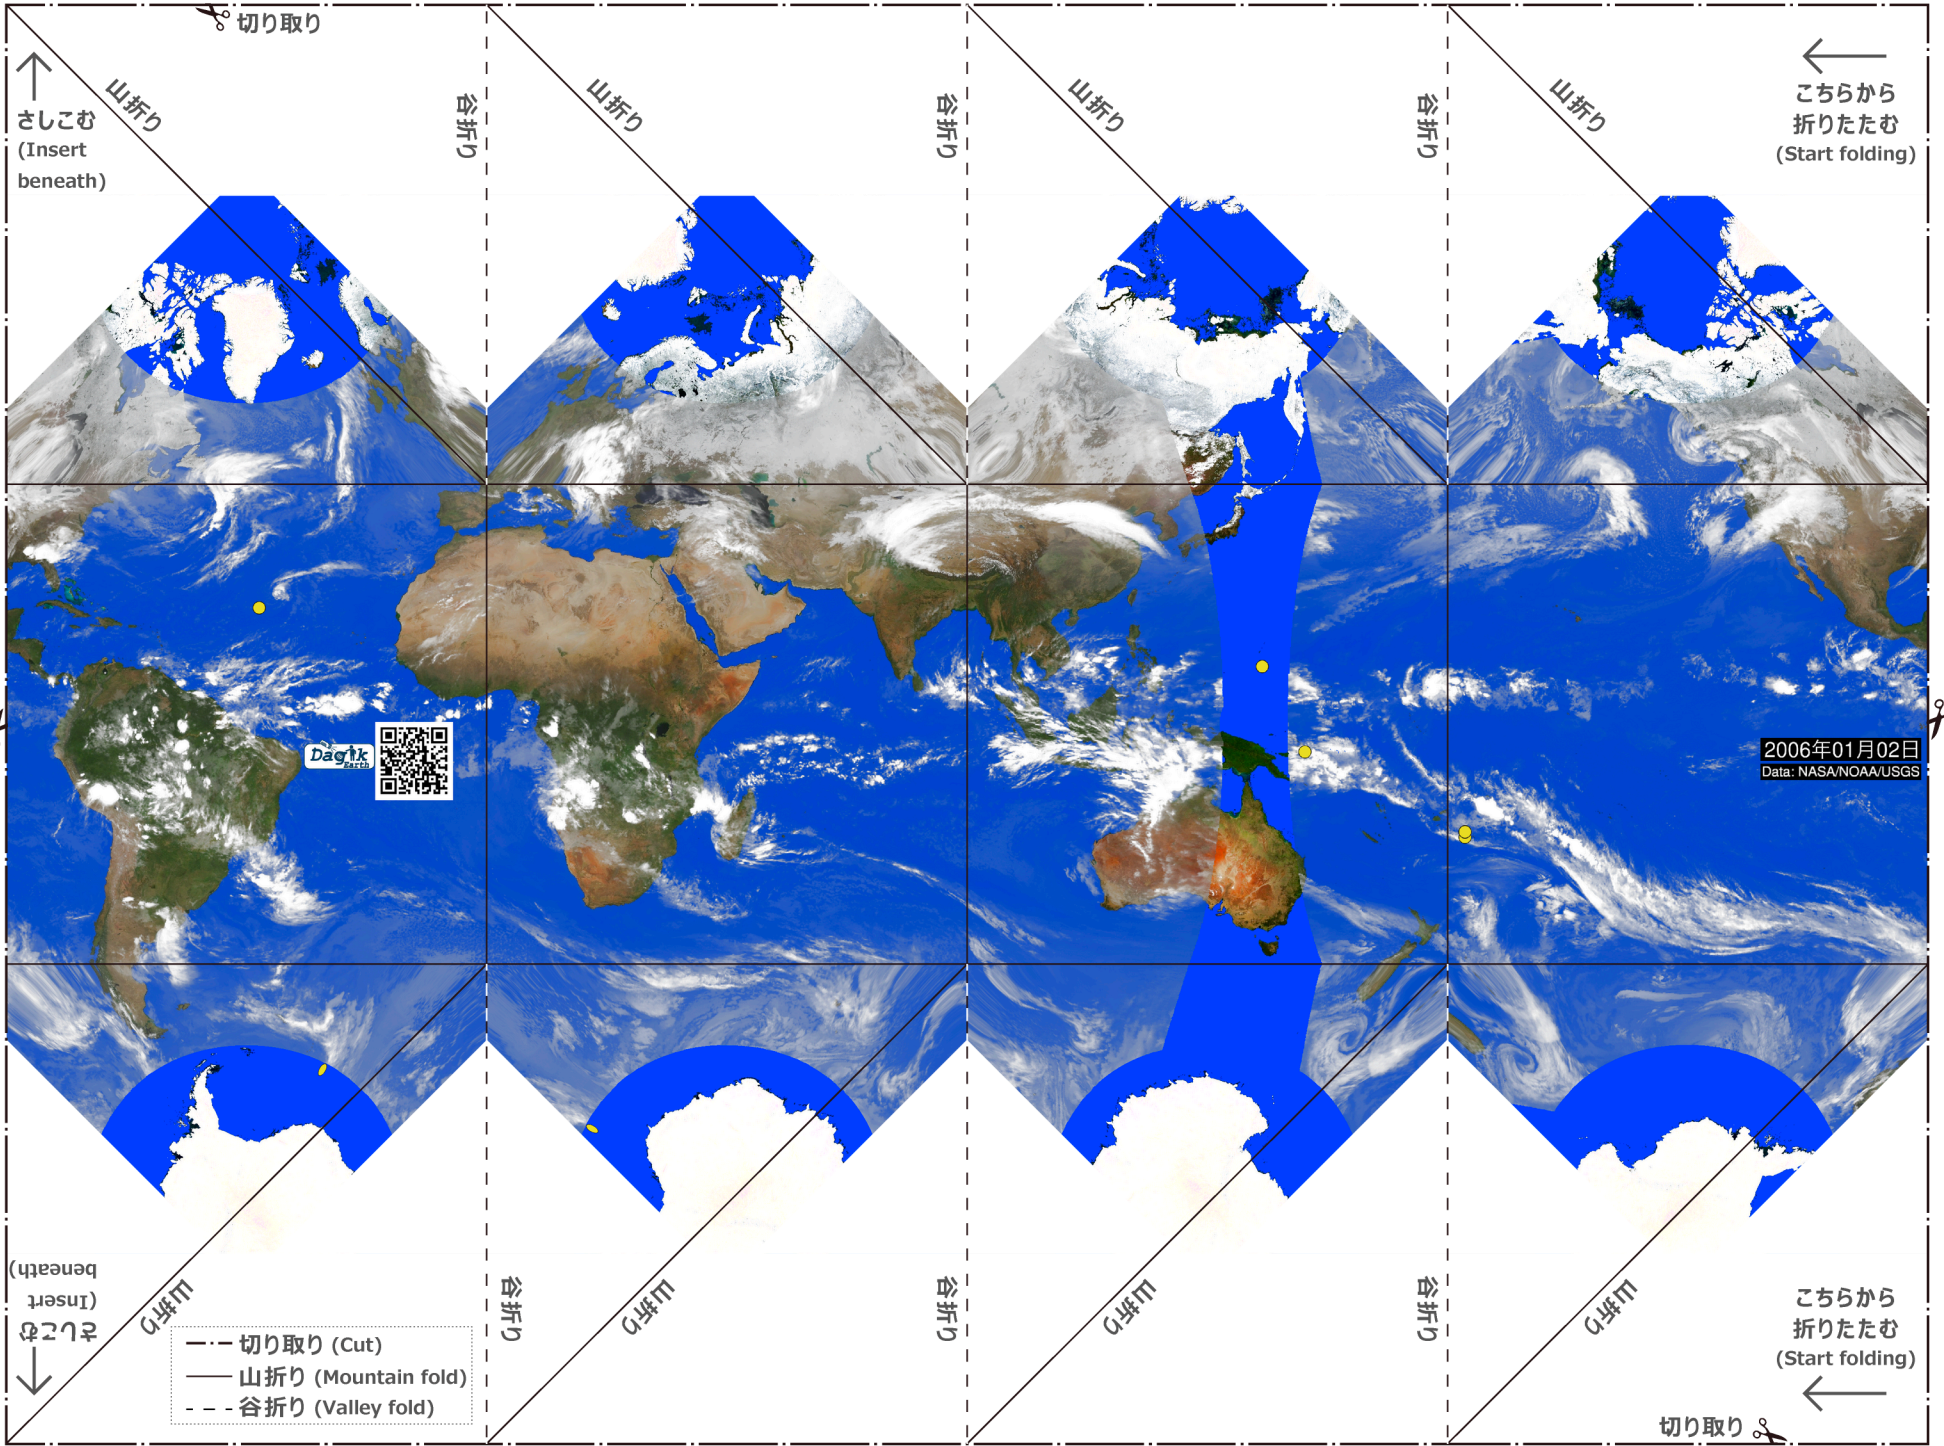 切り取り
山折り
谷折り
山折り
谷折り
山折り
谷折り
山折り
さしこむ
(Insert
beneath)
こちらから
折りたたむ
(Start folding)
Dagik
Earth
2006年01月02日
Data: NASA/NOAA/USGS
さしこむ
(Insert
beneath)
山折り
谷折り
山折り
谷折り
山折り
谷折り
山折り
切り取り (Cut)
山折り (Mountain fold)
谷折り (Valley fold)
こちらから
折りたたむ
(Start folding)
切り取り